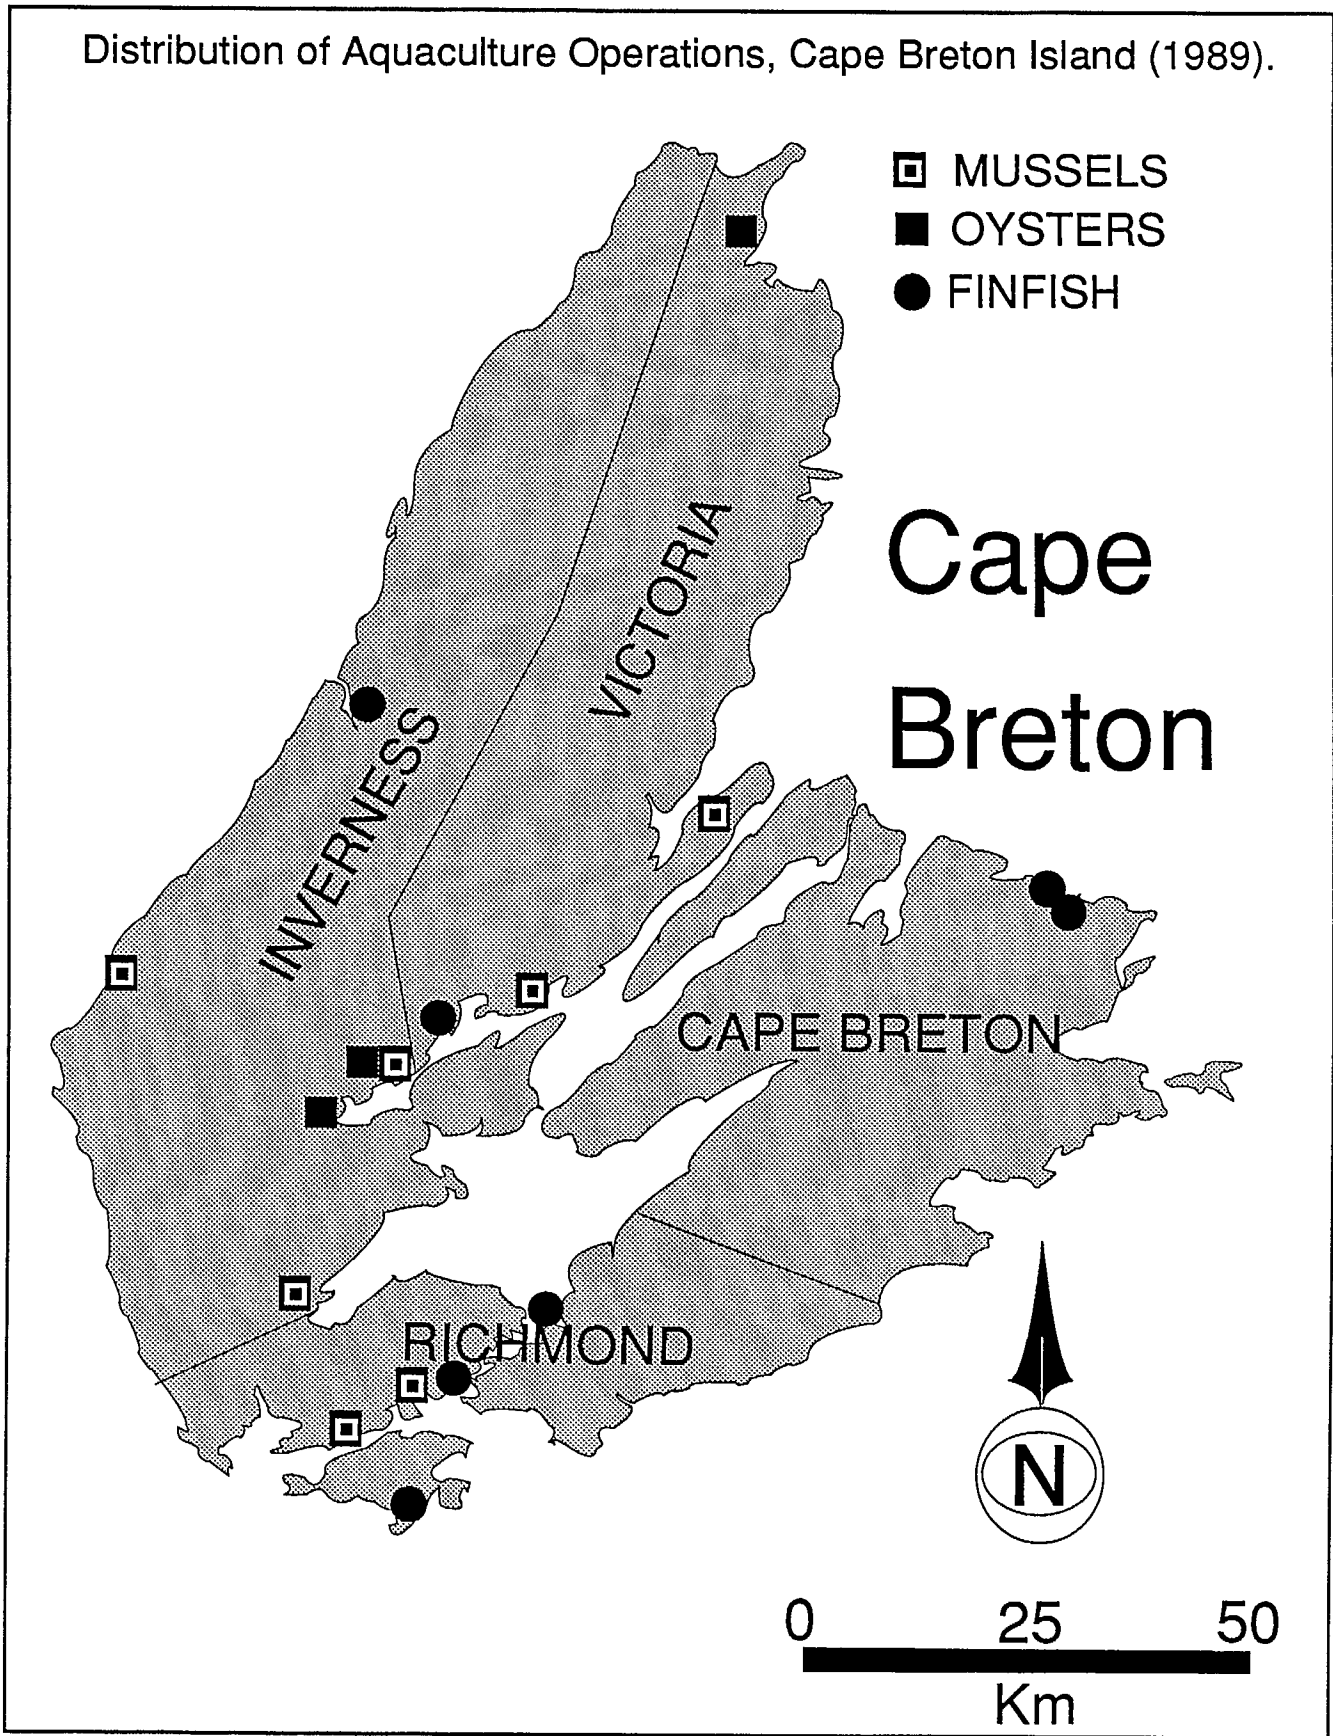 Distribution of Aquaculture Operations, Cape Breton Island (1989).
MUSSELS
OYSTERS
FINFISH
Cape
Breton
VICTORIA
INVERNESS
CAPE BRETON
RICHMOND
N
0 25 50
Km